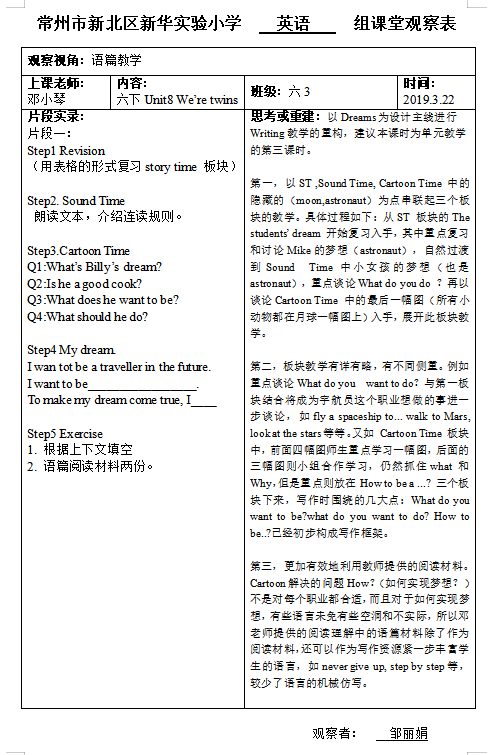 常州市新北区新华实验小学 英语 组课堂观察表
观察视角：语篇教学
上课老师：
邓小琴
内容：
六下 Unit8 We're twins
班级：六 3
时间：
2019.3.22
片段实录：
片段一：
Step1 Revision
（用表格的形式复习 story time 板块）
Step2. Sound Time
朗读文本，介绍连读规则。
Step3.Cartoon Time
Q1:What's Billy's dream?
Q2:Is he a good cook?
Q3:What does he want to be?
Q4:What should he do?
Step4 My dream.
I wan tot be a traveller in the future.
I want to be_________________.
To make my dream come true, I____
Step5 Exercise
1. 根据上下文填空
2. 语篇阅读材料两份。
思考或重建：以 Dreams 为设计主线进行
Writing 教学的重构，建议本课时为单元教学
的第三课时。
第一，以 ST ,Sound Time, Cartoon Time 中的
隐藏的（moon,astronaut）为点串联起三个板
块的教学。具体过程如下：从 ST 板块的 The
students' dream 开始复习入手，其中重点复习
和讨论 Mike 的梦想（astronaut），自然过渡
到 Sound Time 中小女孩的梦想（也是
astronaut），重点谈论 What do you do ？再以
谈论 Cartoon Time 中的最后一幅图（所有小
动物都在月球一幅图上）入手，展开此板块教
学。
第二，板块教学有详有略，有不同侧重。例如
重点谈论 What do you want to do？与第一板
块结合将成为宇航员这个职业想做的事进一
步谈论，如 fly a spaceship to... walk to Mars,
look at the stars 等等。又如 Cartoon Time 板块
中，前面四幅图师生重点学习一幅图，后面的
三幅图则小组合作学习，仍然抓住 what 和
Why，但是重点则放在 How to be a ...? 三个板
块下来，写作时围绕的几大点：What do you
want to be?what do you want to do? How to
be..?已经初步构成写作框架。
第三，更加有效地利用教师提供的阅读材料。
Cartoon 解决的问题 How？（如何实现梦想？）
不是对每个职业都合适，而且对于如何实现梦
想，有些语言未免有些空洞和不实际，所以邓
老师提供的阅读理解中的语篇材料除了作为
阅读材料，还可以作为写作资源紧一步丰富学
生的语言，如 never give up, step by step 等，
较少了语言的机械仿写。
观察者： 邹丽娟